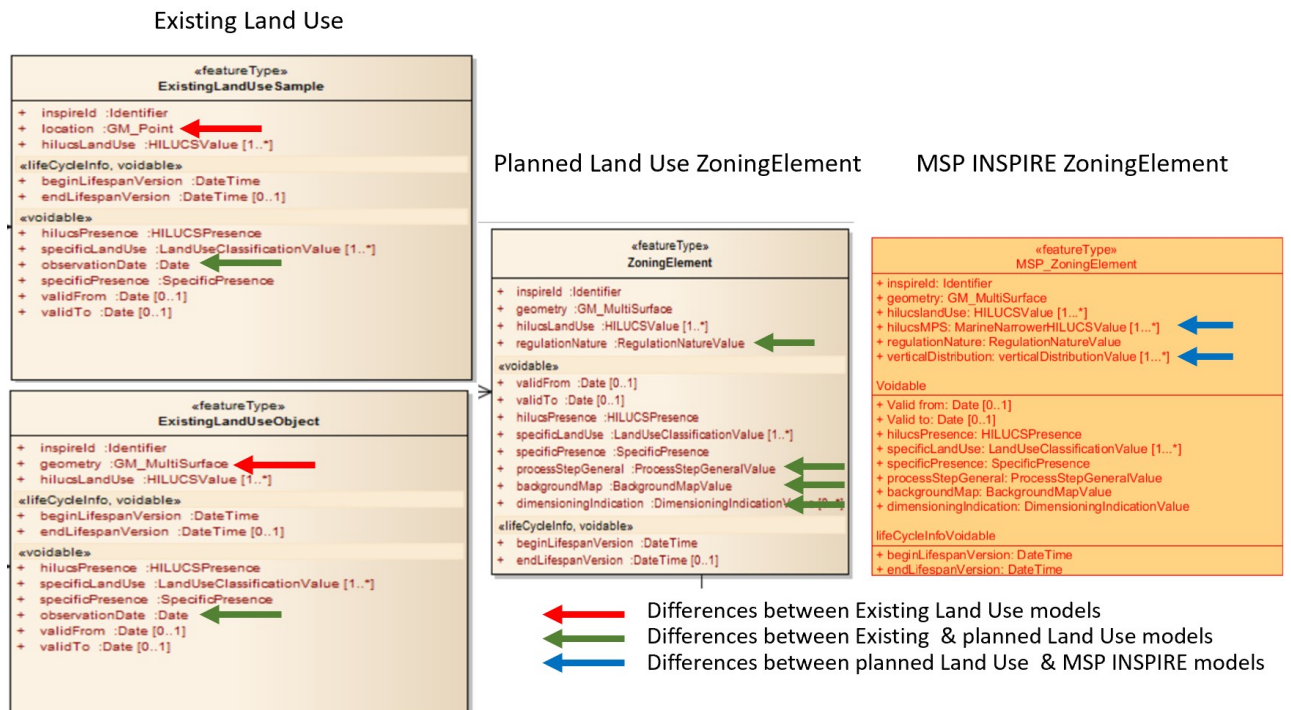 Existing Land Use
«featureType»
ExistingLandUseSample
+ inspireId :Identifier
+ location :GM_Point
+ hilucsLandUse :HILUCSValue [1..*]
«lifeCycleInfo, voidable»
+ beginLifespanVersion :DateTime
+ endLifespanVersion :DateTime [0..1]
«voidable»
+ hilucsPresence :HILUCSPresence
+ specificLandUse :LandUseClassificationValue [1..*]
+ observationDate :Date
+ specificPresence :SpecificPresence
+ validFrom :Date [0..1]
+ validTo :Date [0..1]
«featureType»
ExistingLandUseObject
+ inspireId :Identifier
+ geometry :GM_MultiSurface
+ hilucsLandUse :HILUCSValue [1..*]
«lifeCycleInfo, voidable»
+ beginLifespanVersion :DateTime
+ endLifespanVersion :DateTime [0..1]
«voidable»
+ hilucsPresence :HILUCSPresence
+ specificLandUse :LandUseClassificationValue [1..*]
+ specificPresence :SpecificPresence
+ observationDate :Date
+ validFrom :Date [0..1]
+ validTo :Date [0..1]
Planned Land Use ZoningElement
«featureType»
ZoningElement
+ inspireId :Identifier
+ geometry :GM_MultiSurface
+ hilucsLandUse :HILUCSValue [1..*]
+ regulationNature :RegulationNatureValue
«voidable»
+ validFrom :Date [0..1]
+ validTo :Date [0..1]
+ hilucsPresence :HILUCSPresence
+ specificLandUse :LandUseClassificationValue [1..*]
+ specificPresence :SpecificPresence
+ processStepGeneral :ProcessStepGeneralValue
+ backgroundMap :BackgroundMapValue
+ dimensioningIndication
«lifeCycleInfo, voidable»
+ beginLifespanVersion :DateTime
+ endLifespanVersion :DateTime [0..1]
MSP INSPIRE ZoningElement
«featureType»
MSP_ZoningElement
+ inspireId: Identifier
+ geometry: GM_MultiSurface
+ hilucslandUse: HILUCSValue [1...*]
+ hilucsMPS: MarineNarrowerHILUCSValue [1...*]
+ regulationNature: RegulationNatureValue
+ verticalDistribution: verticalDistributionValue [1...*]
Voidable
+ Valid from: Date [0..1]
+ Valid to: Date [0..1]
+ hilucsPresence: HILUCSPresence
+ specificLandUse: LandUseClassificationValue [1...*]
+ specificPresence: SpecificPresence
+ processStepGeneral: ProcessStepGeneralValue
+ backgroundMap: BackgroundMapValue
+ dimensioningIndication: DimensioningIndicationValue
lifeCycleInfoVoidable
+ beginLifespanVersion: DateTime
+ endLifespanVersion: DateTime
Differences between Existing Land Use models
Differences between Existing & planned Land Use models
Differences between planned Land Use & MSP INSPIRE models